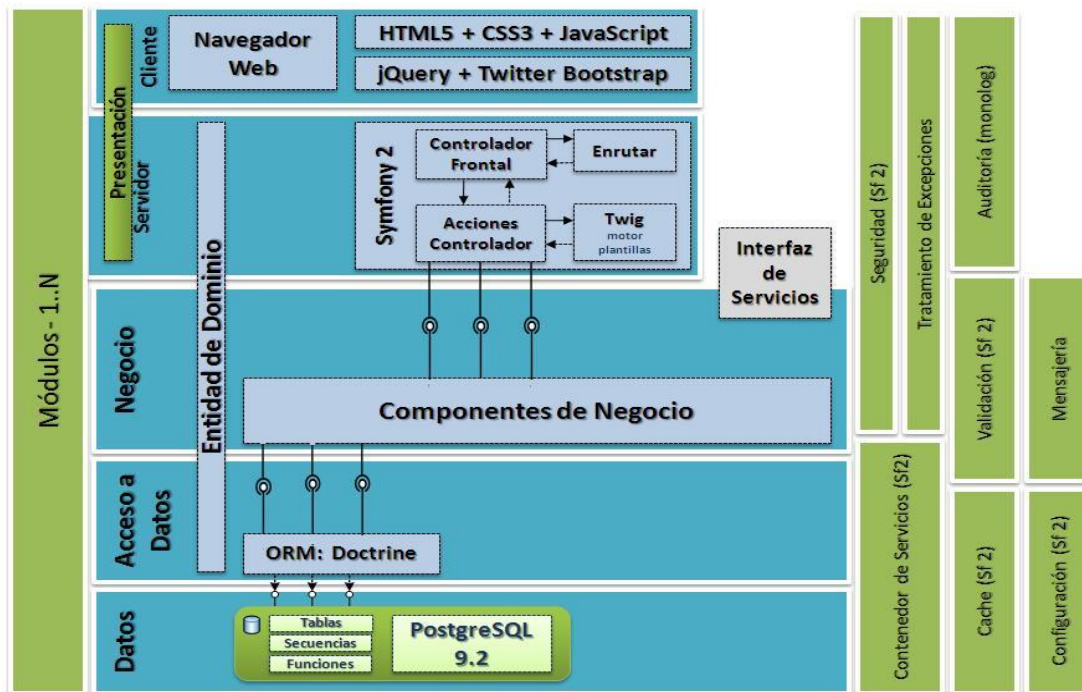 Módulos - 1..N
Presentación
Cliente
Navegador
Web
HTML5 + CSS3 + JavaScript
jQuery + Twitter Bootstrap
Servidor
Entidad de Dominio
Symfony 2
Controlador
Frontal
Enrutar
Acciones
Controlador
Twig
motor
plantillas
Interfaz
de
Servicios
Negocio
Componentes de Negocio
Acceso a
Datos
ORM: Doctrine
Datos
Tablas
Secuencias
Funciones
PostgreSQL
9.2
Seguridad (Sf 2)
Tratamiento de Excepciones
Auditoría (monolog)
Validación (Sf 2)
Mensajería
Contenedor de Servicios (Sf2)
Cache (Sf 2)
Configuración (Sf 2)